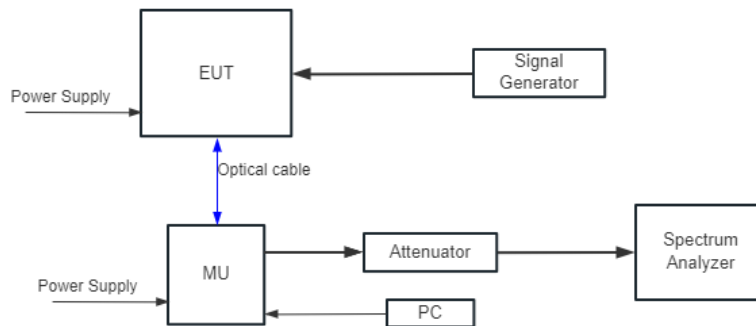 EUT
Signal
Generator
Power Supply
Optical cable
MU
Attenuator
Spectrum
Analyzer
Power Supply
PC